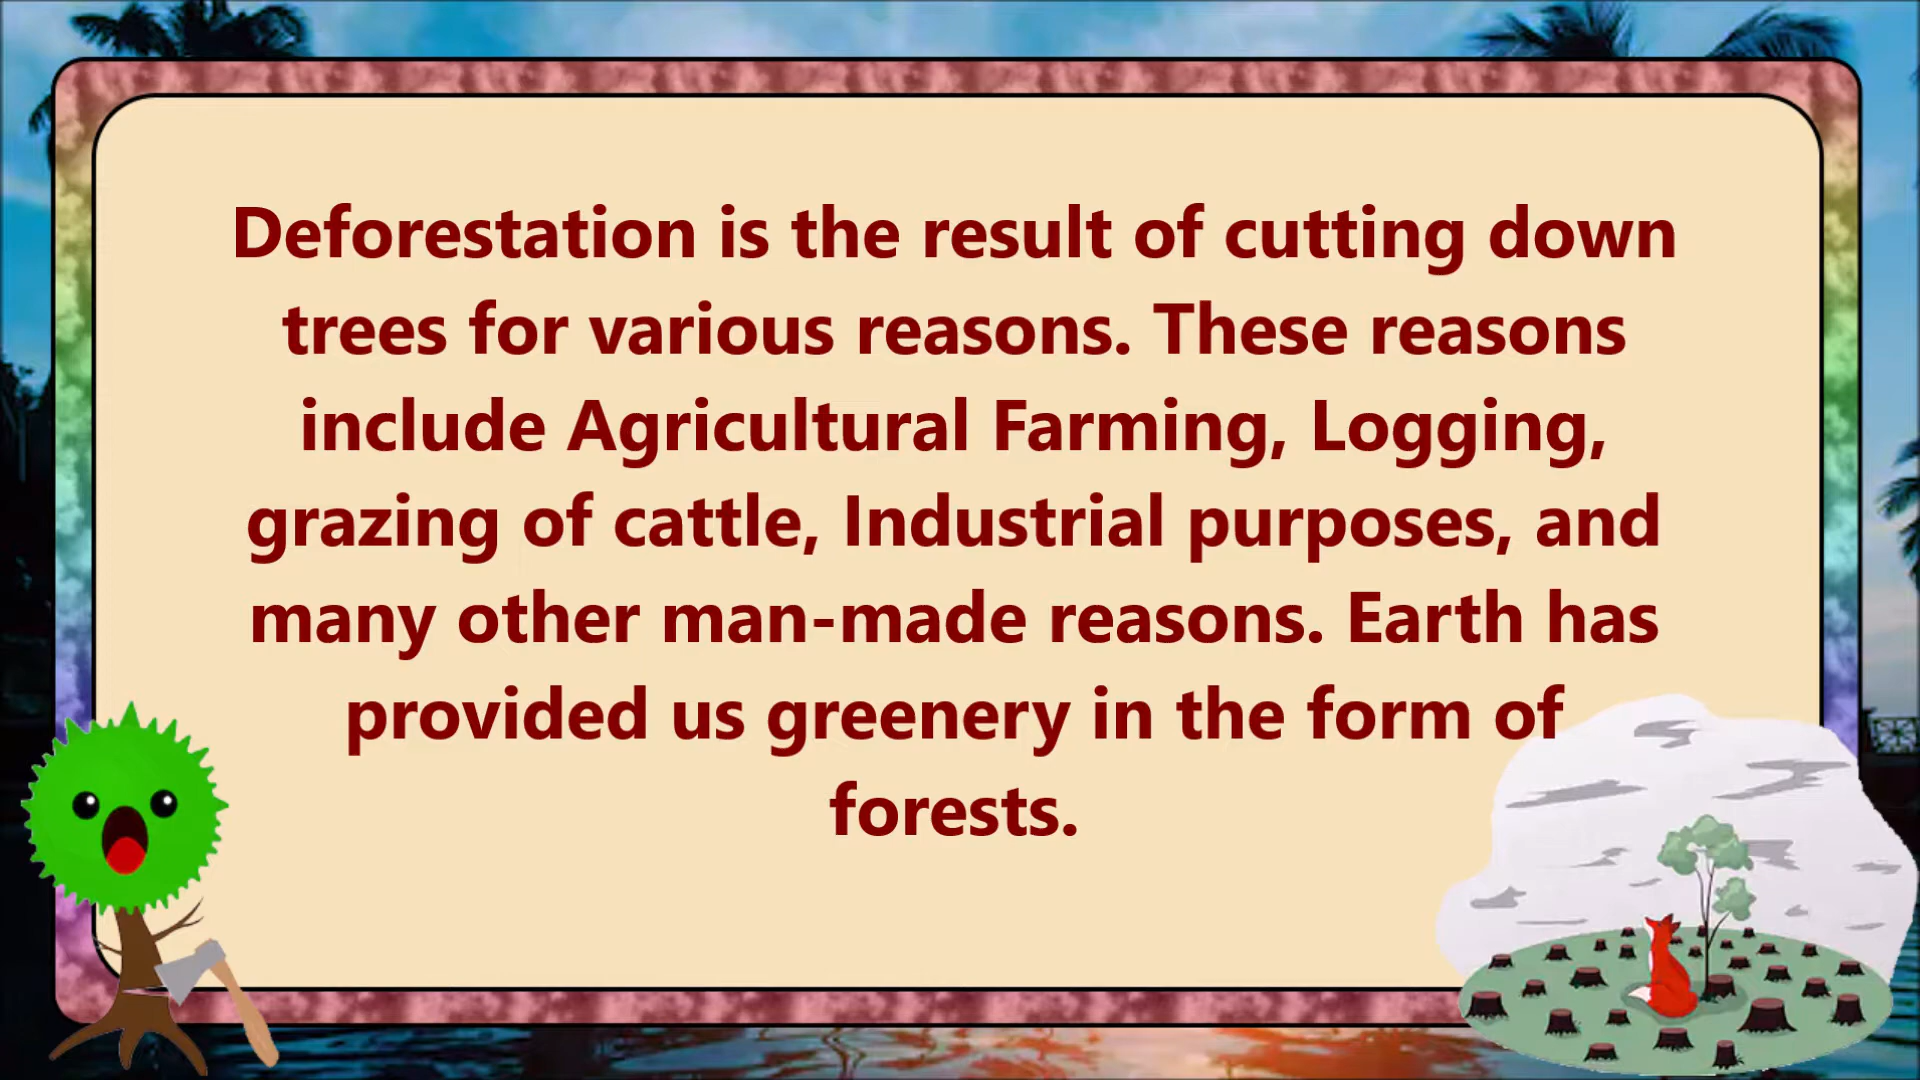 Deforestation is the result of cutting down
trees for various reasons. These reasons
include Agricultural Farming, Logging,
grazing of cattle, Industrial purposes, and
many other man-made reasons. Earth has
provided us greenery in the form of
forests.